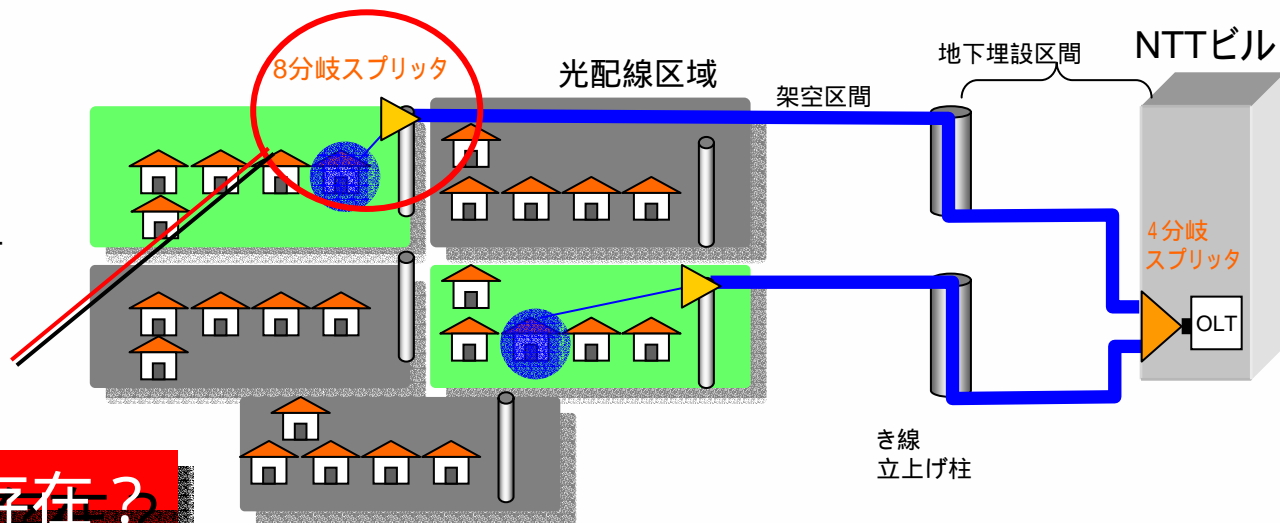 8分岐スプリッタ
光配線区域
架空区間
地下埋設区間
NTTビル
4分岐
スプリッタ
OLT
き線
立上げ柱
存在？